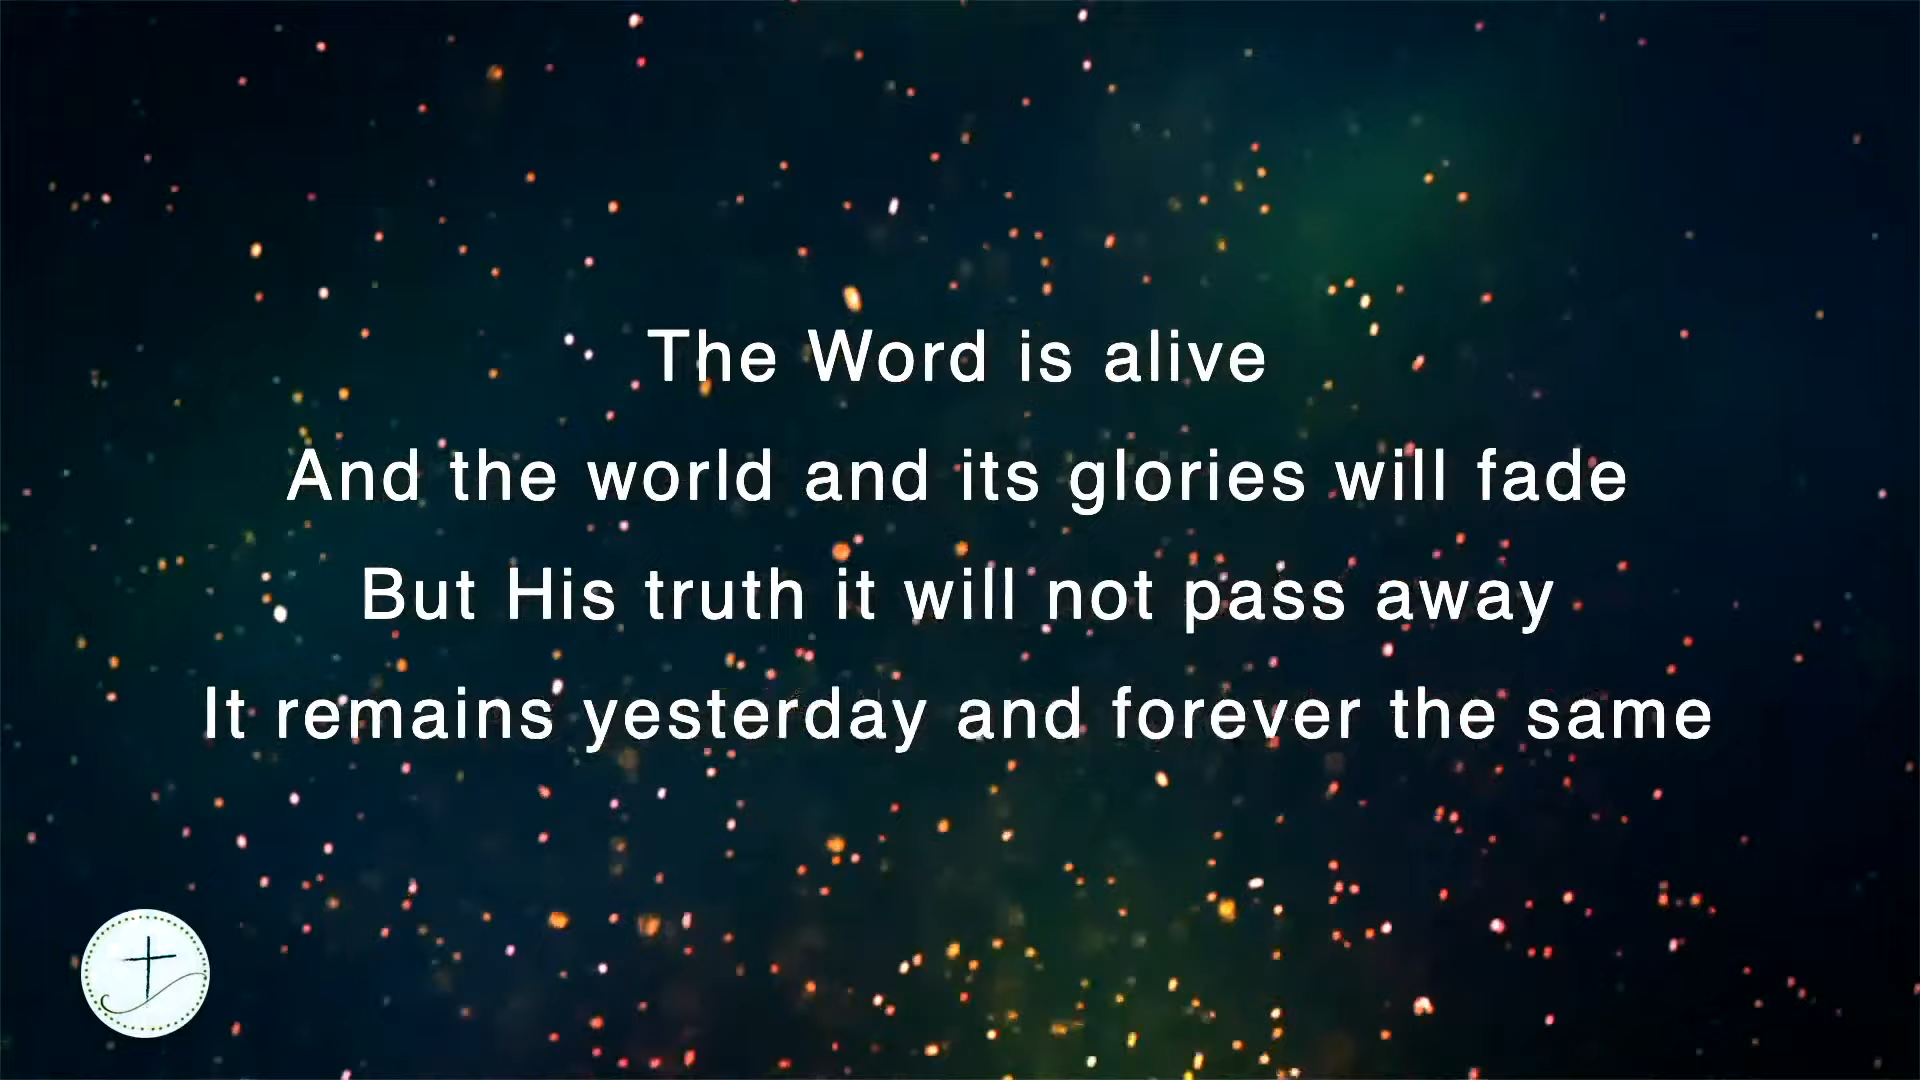 The Word is alive
And the world and its glories will fade
But His truth it will not pass away
It remains yesterday and forever the same